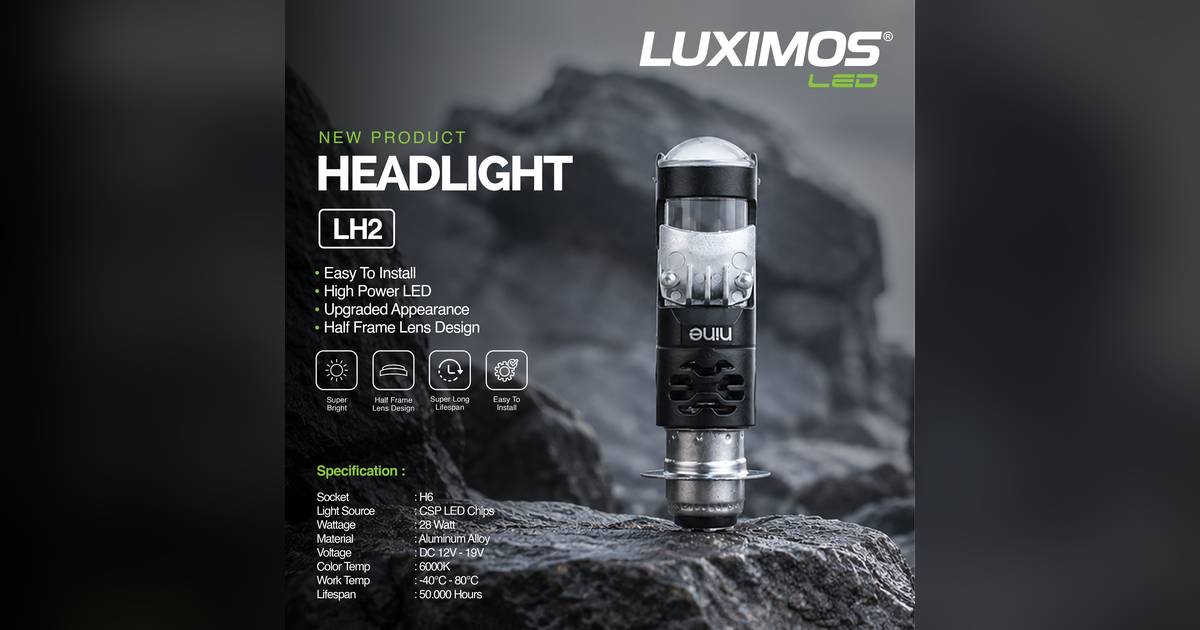 LUXIMOS®
LED
NEW PRODUCT
HEADLIGHT
LH2
• Easy To Install
• High Power LED
• Upgraded Appearance
• Half Frame Lens Design
Super Bright
Half Frame Lens Design
Super Long Lifespan
Easy To Install
nine
Specification :
Socket : H6
Light Source : CSP LED Chips
Wattage : 28 Watt
Material : Aluminum Alloy
Voltage : DC 12V - 19V
Color Temp : 6000K
Work Temp : -40°C - 80°C
Lifespan : 50.000 Hours